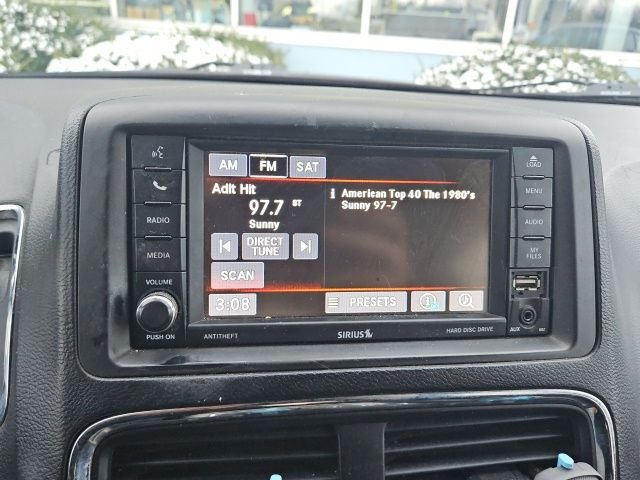 AM FM SAT
Adlt Hit
97.7 ST
Sunny
DIRECT
TUNE
SCAN
3:08
i American Top 40 The 1980's
Sunny 97-7
PRESETS
RADIO
MEDIA
VOLUME
PUSH ON
ANTITHEFT
SIRIUS
HARD DISC DRIVE
LOAD
MENU
AUDIO
MY
FILES
AUX